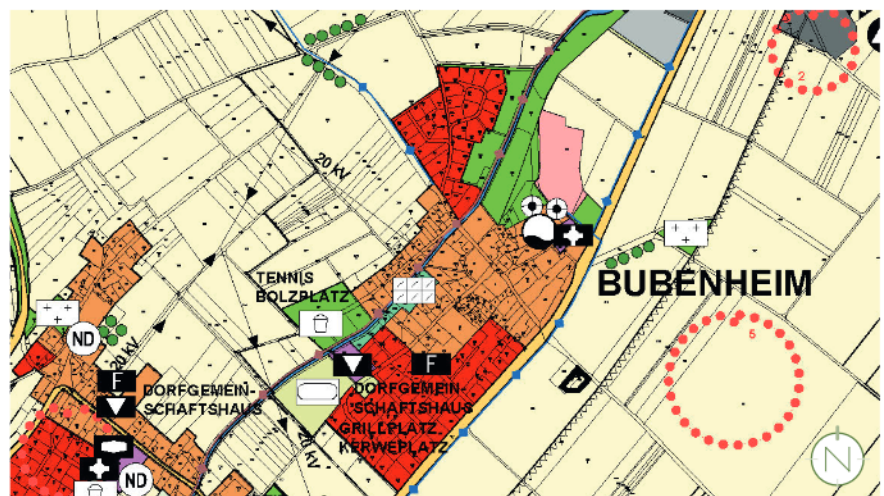 2
20 kV
TENNIS
BOLZPLATZ
BUBENHEIM
ND
20 kV
5
F
DORFGEMEIN-
SCHAFTSHAUS
F
DORFGEMEIN-
SCHAFTSHAUS
GRILLPLATZ
KERWEPLATZ
20 kV
ND
N